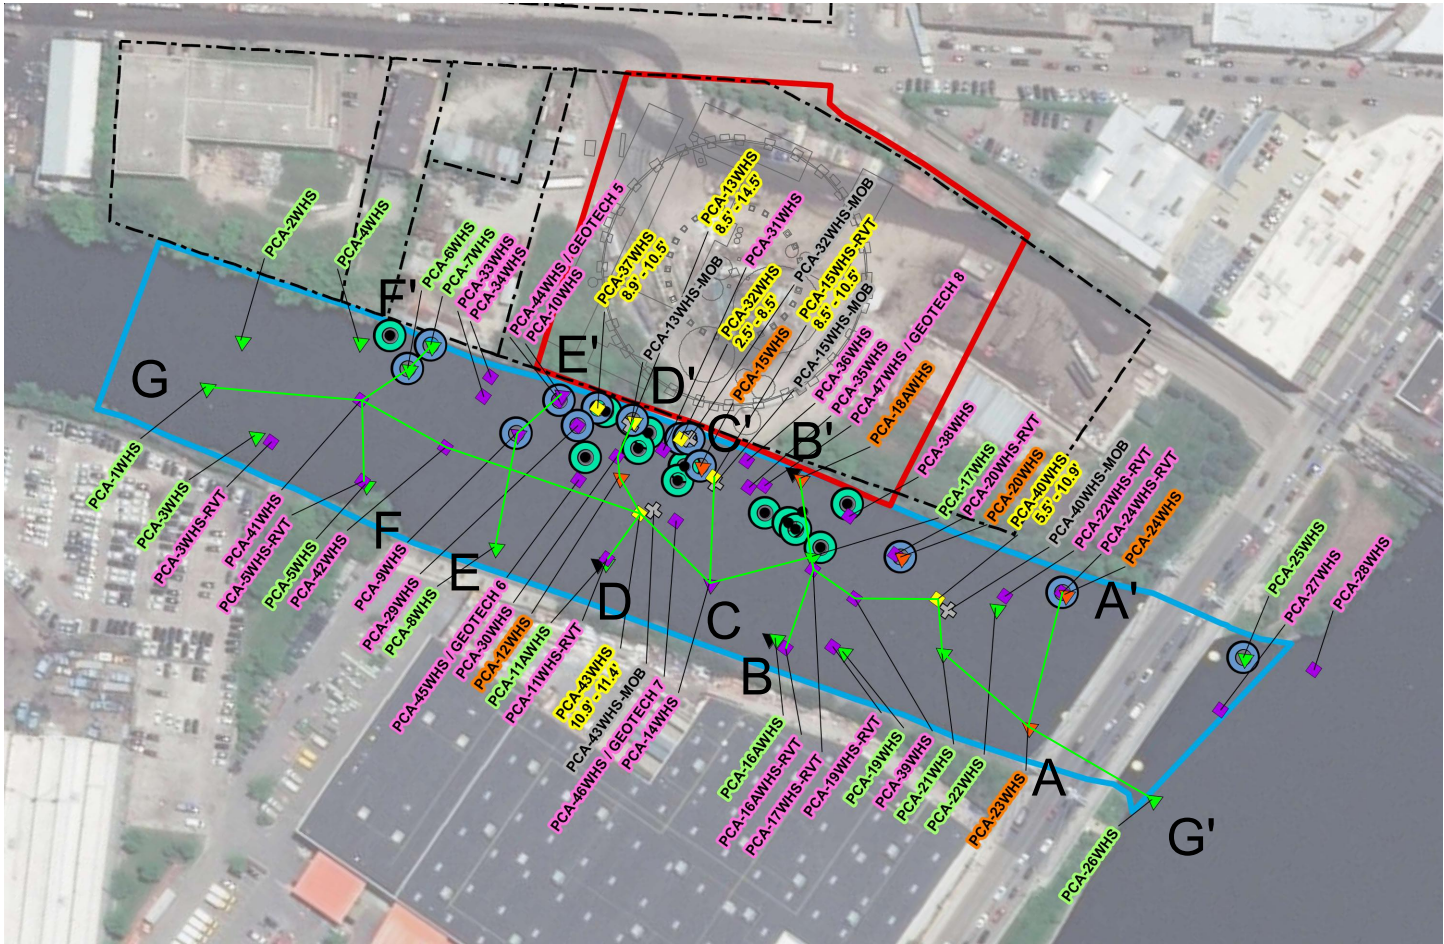 PCA-2WHS
PCA-4WHS
PCA-6WHS
PCA-7WHS
PCA-33WHS
PCA-34WHS
PCA-44WHS / GEOTECH 5
PCA-10WHS
PCA-37WHS
8.9' - 10.5'
PCA-13WHS
8.5' - 14.5'
PCA-13WHS-MOB
PCA-31WHS
PCA-32WHS
2.5' - 8.5'
PCA-32WHS-MOB
PCA-15WHS-RVT
8.5' - 10.5'
PCA-15WHS
PCA-15WHS-MOB
PCA-36WHS
PCA-35WHS
PCA-47WHS / GEOTECH 8
PCA-18AWHS
PCA-38WHS
PCA-17WHS
PCA-20WHS-RVT
PCA-20WHS
PCA-40WHS
5.5' - 10.9'
PCA-40WHS-MOB
PCA-22WHS-RVT
PCA-24WHS-RVT
PCA-24WHS
PCA-25WHS
PCA-27WHS
PCA-28WHS
F'
E'
D'
C'
B'
A'
G
F
E
D
C
B
A
G'
PCA-1WHS
PCA-3WHS
PCA-3WHS-RVT
PCA-41WHS
PCA-5WHS-RVT
PCA-5WHS
PCA-42WHS
PCA-9WHS
PCA-29WHS
PCA-8WHS
PCA-45WHS / GEOTECH 6
PCA-30WHS
PCA-12WHS
PCA-11AWHS
PCA-11WHS-RVT
PCA-43WHS
10.9' - 11.4'
PCA-43WHS-MOB
PCA-46WHS / GEOTECH 7
PCA-14WHS
PCA-16AWHS
PCA-16AWHS-RVT
PCA-17WHS-RVT
PCA-19WHS-RVT
PCA-19WHS
PCA-39WHS
PCA-21WHS
PCA-22WHS
PCA-23WHS
PCA-26WHS